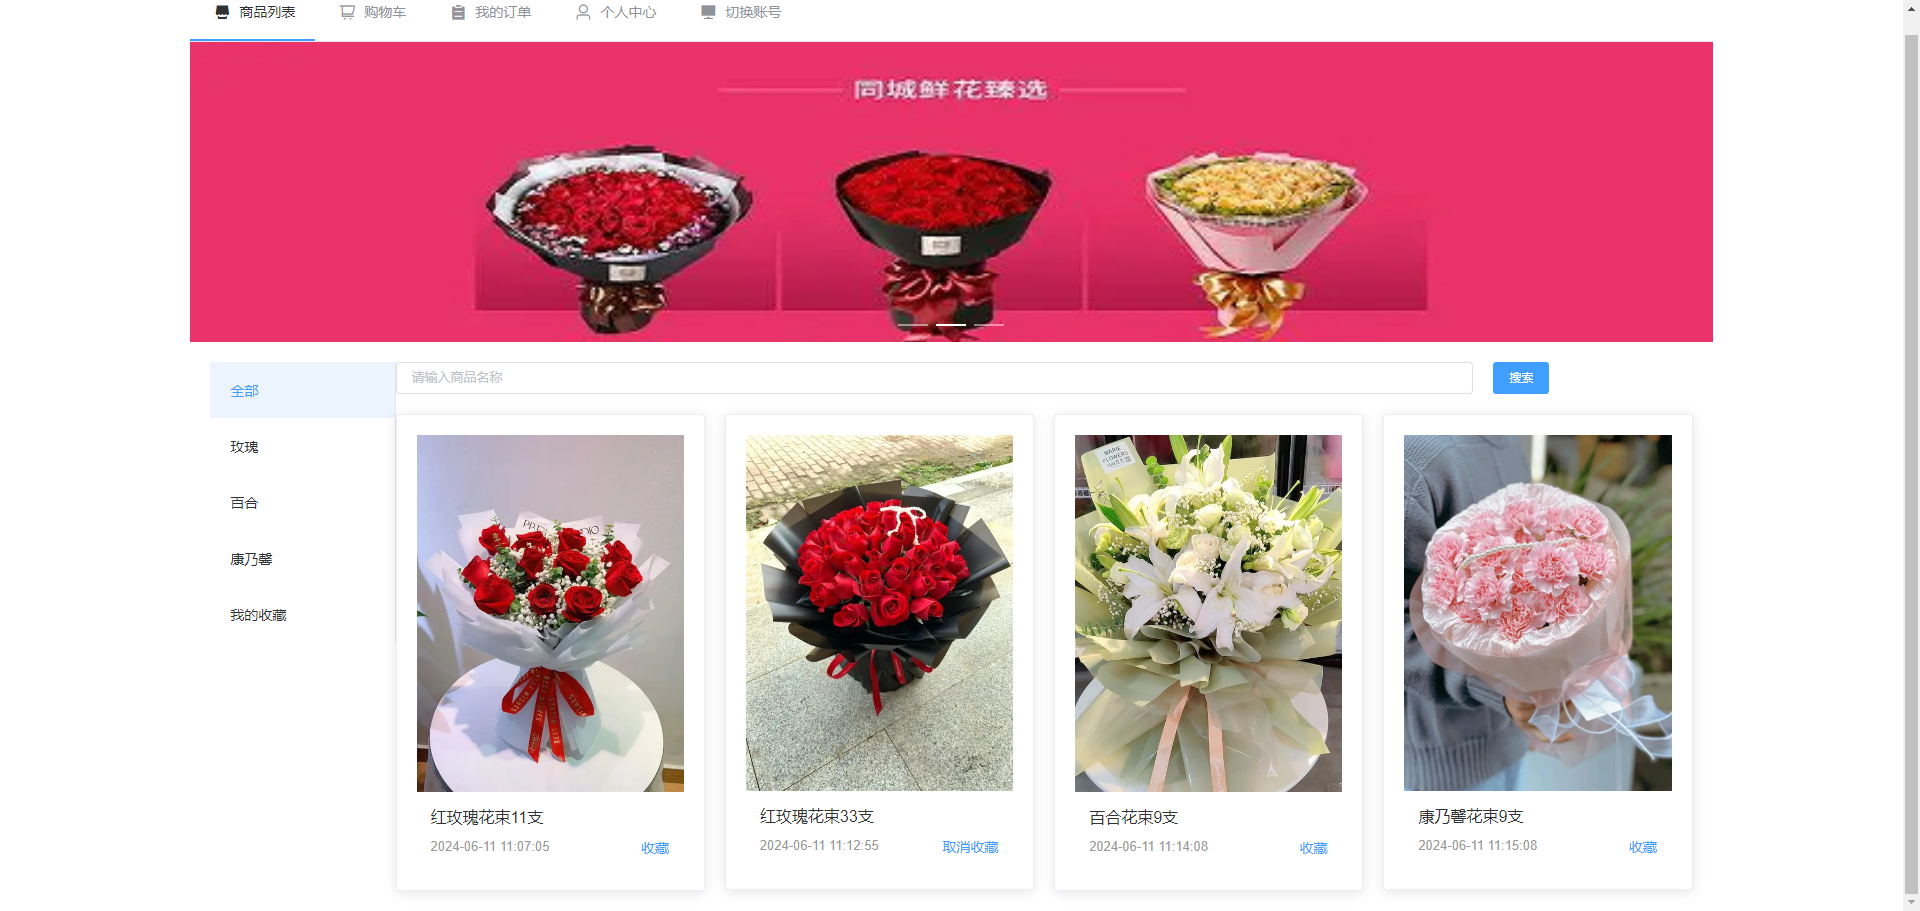 商品列表
购物车
我的订单
个人中心
切换账号
同城鲜花臻选
全部
玫瑰
百合
康乃馨
我的收藏
请输入商品名称
搜索
MARIE
FLOWERS
红玫瑰花束11支
2024-06-11 11:07:05
收藏
红玫瑰花束33支
2024-06-11 11:12:55
取消收藏
百合花束9支
2024-06-11 11:14:08
收藏
康乃馨花束9支
2024-06-11 11:15:08
收藏